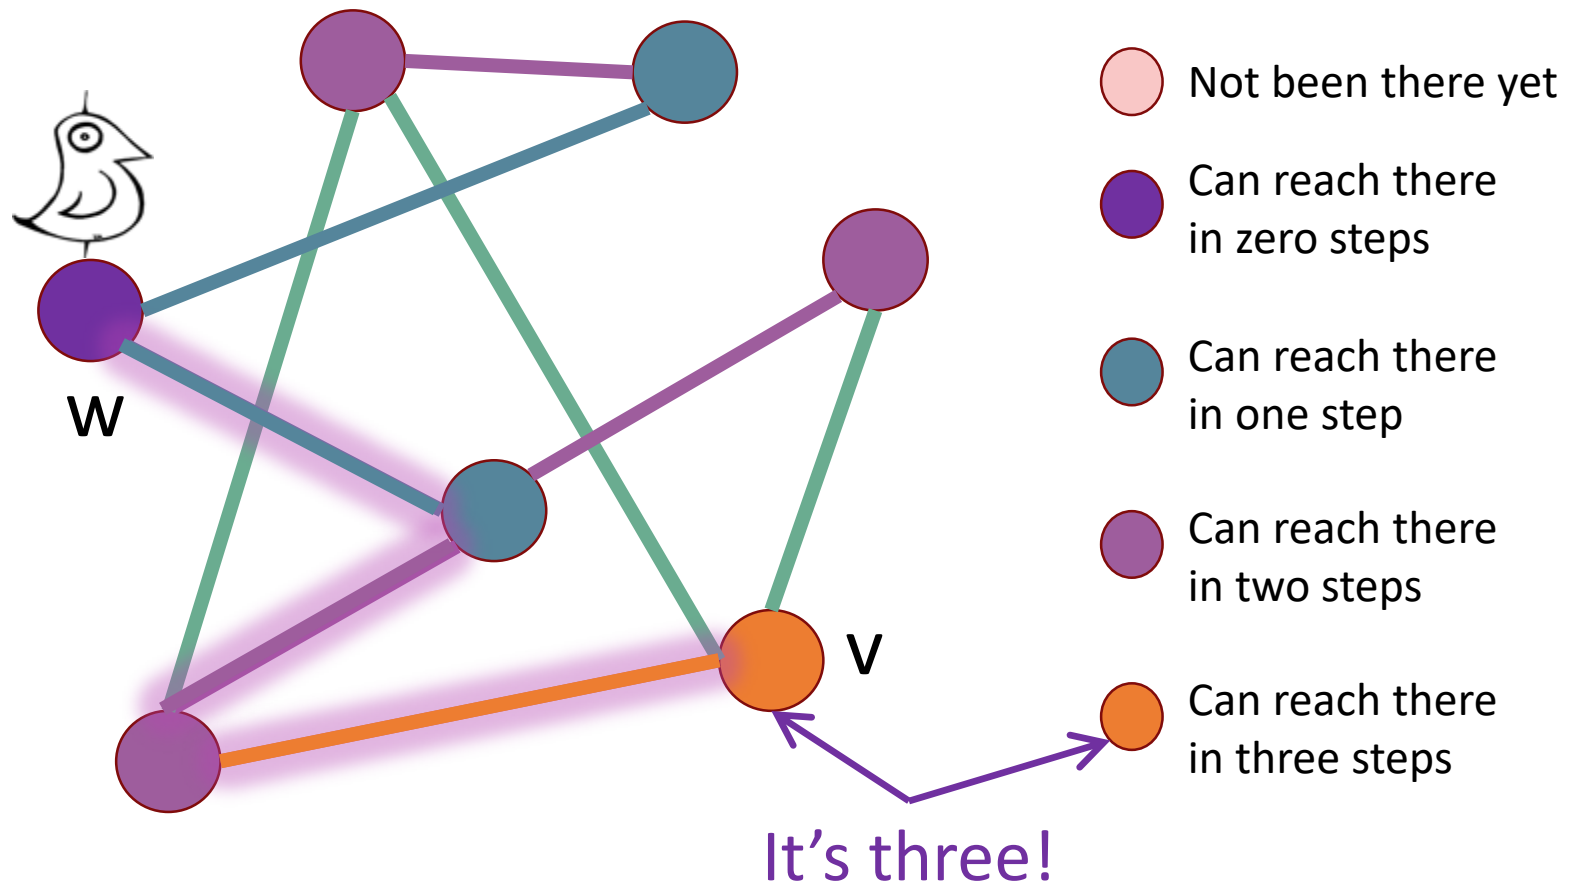 Not been there yet
Can reach there
in zero steps
Can reach there
in one step
w
Can reach there
in two steps
v
Can reach there
in three steps
It’s three!